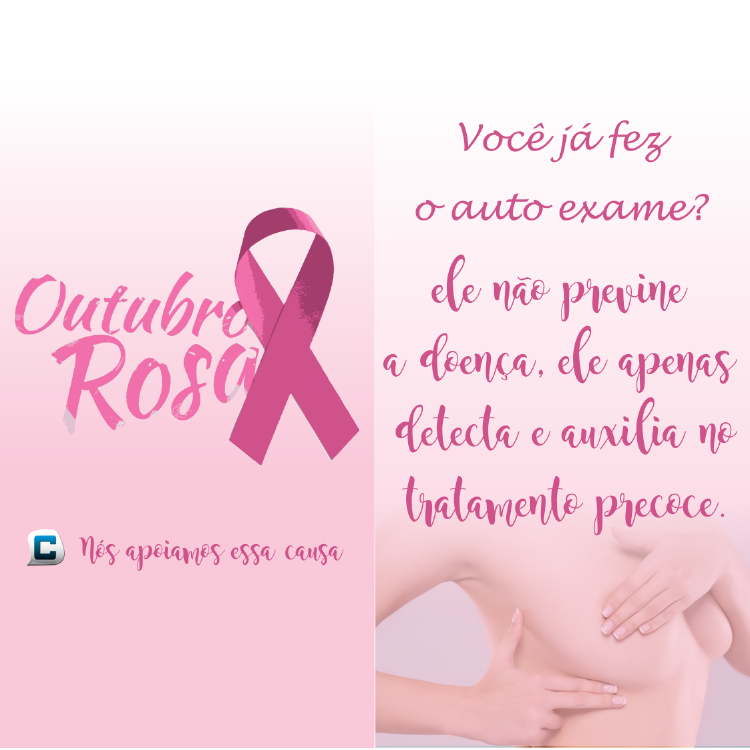 Outubro
Rosa
C
Nós apoiamos essa causa
Você já fez
o auto exame?
ele não previne
a doença, ele apenas
detecta e auxilia no
tratamento precoce.